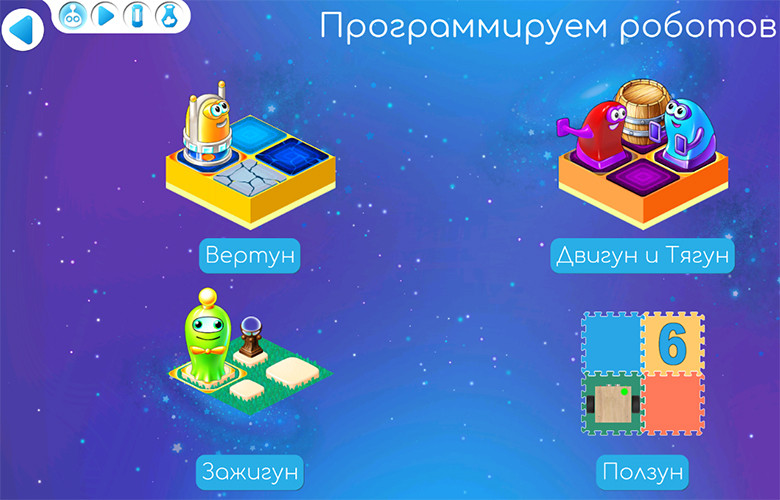 Программируем роботов
Вертун
Двигун и Тягун
6
Зажигун
Ползун